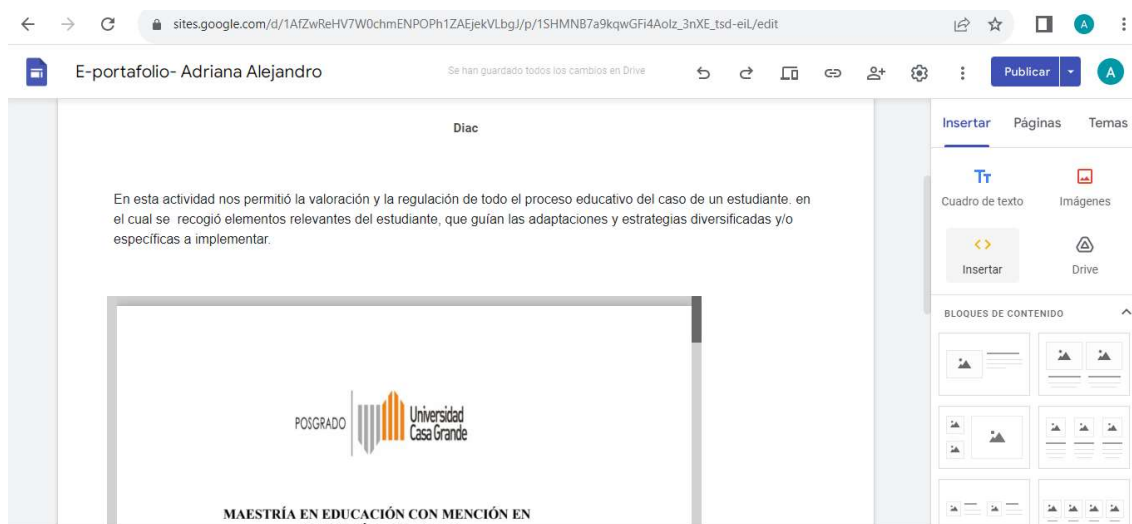 sites.google.com/d/1AfZwReHV7W0chmENPOPh1ZAEjekVLbgJ/p/1SHMNB7a9kqwGFi4AoIz_3nXE_tsd-eiL/edit
A
E-portafolio- Adriana Alejandro
Se han guardado todos los cambios en Drive
Publicar
A
Diac
En esta actividad nos permitió la valoración y la regulación de todo el proceso educativo del caso de un estudiante. en
el cual se recogió elementos relevantes del estudiante, que guían las adaptaciones y estrategias diversificadas y/o
específicas a implementar.
POSGRADO
Universidad
Casa Grande
MAESTRÍA EN EDUCACIÓN CON MENCIÓN EN
Insertar Páginas Temas
Cuadro de texto Imágenes
Insertar Drive
BLOQUES DE CONTENIDO